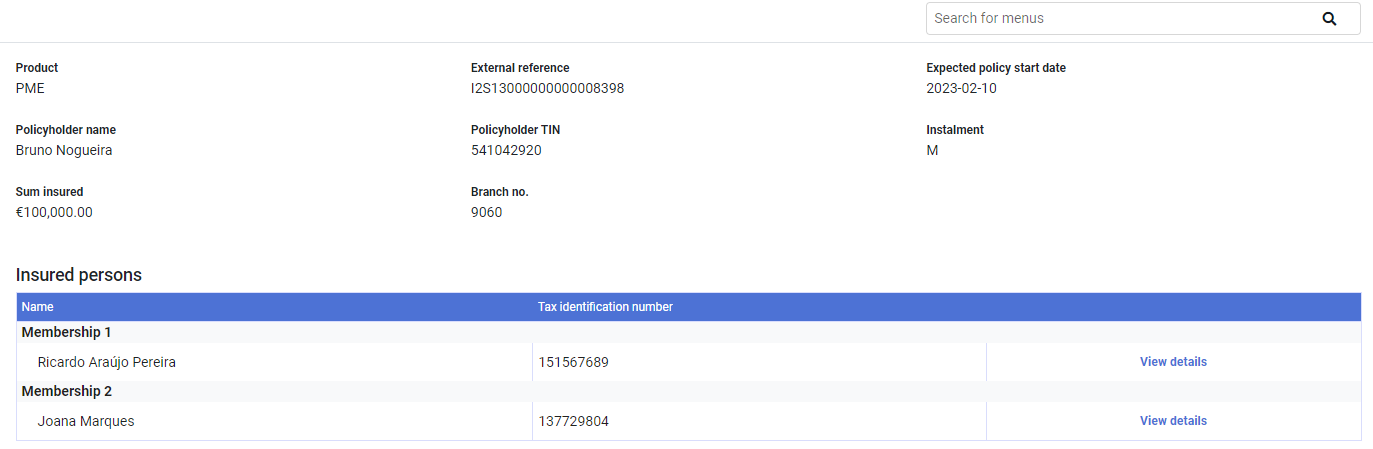 Search for menus
Product External reference Expected policy start date
PME I2S13000000000008398 2023-02-10
Policyholder name Policyholder TIN Instalment
Bruno Nogueira 541042920 M
Sum insured Branch no.
€100,000.00 9060
Insured persons
Name Tax identification number
Membership 1
Ricardo Araújo Pereira 151567689 View details
Membership 2
Joana Marques 137729804 View details